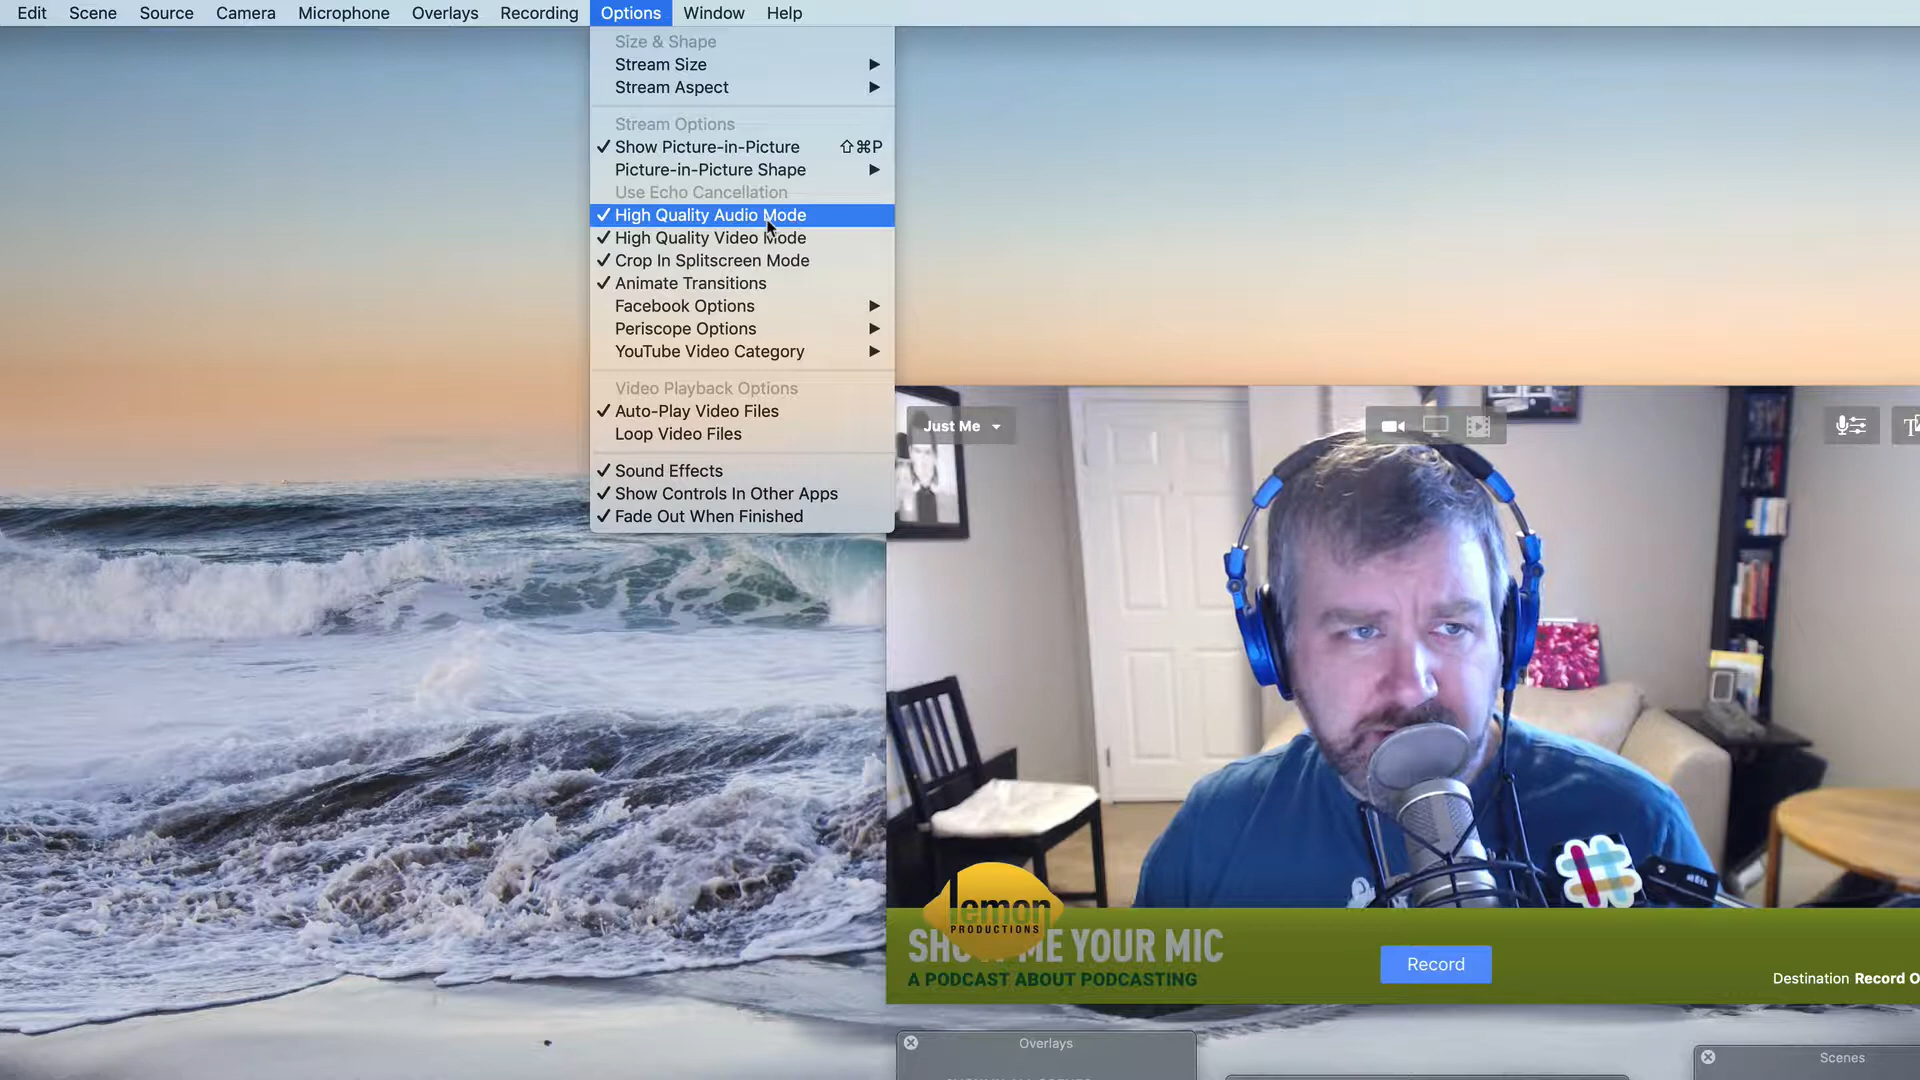 Edit Scene Source Camera Microphone Overlays Recording Options Window Help
Size & Shape
Stream Size
Stream Aspect
Stream Options
✓ Show Picture-in-Picture ⇧⌘P
Picture-in-Picture Shape
Use Echo Cancellation
✓ High Quality Audio Mode
✓ High Quality Video Mode
✓ Crop In Splitscreen Mode
✓ Animate Transitions
Facebook Options
Periscope Options
YouTube Video Category
Video Playback Options
✓ Auto-Play Video Files
Loop Video Files
✓ Sound Effects
✓ Show Controls In Other Apps
✓ Fade Out When Finished
Just Me
lemon
PRODUCTIONS
SHOW ME YOUR MIC
A PODCAST ABOUT PODCASTING
Record
Destination Record O
Overlays
Scenes